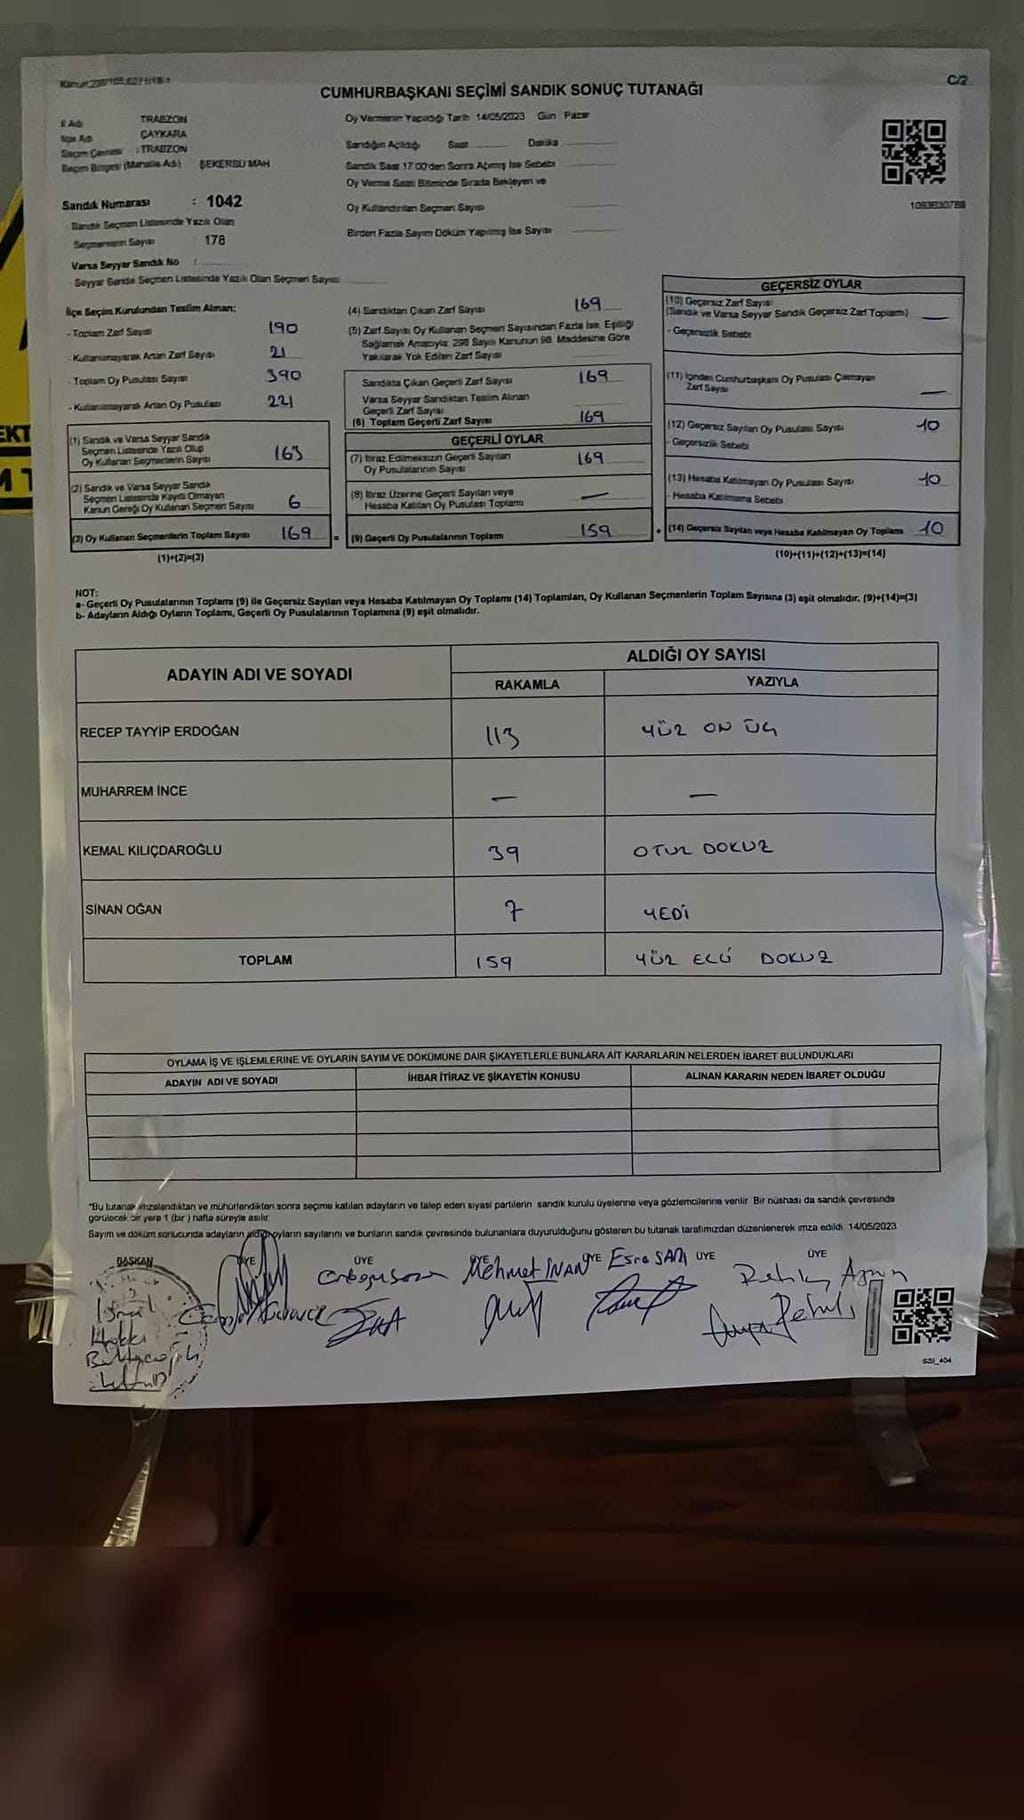 C/2
CUMHURBAŞKANI SEÇİMİ SANDIK SONUÇ TUTANAĞI
İl Adı TRABZON
İlçe Adı ÇAYKARA
Seçim Çevresi : TRABZON
Seçim Bölgesi (Mahalle Adı) ŞEKERSU MAH
Sandık Numarası : 1042
Sandık Seçmen Listesinde Yazılı Olan
Seçmenlerin Sayısı 178
Varsa Seyyar Sandık No :
Seyyar Sandık Seçmen Listesinde Yazılı Olan Seçmen Sayısı
Oy Vermenin Yapıldığı Tarih 14/05/2023 Gün Pazar
Sandığın Açıldığı Saat Dakika
Sandık Saat 17:00'den Sonra Açılmış İse Sebebi
Oy Verme Saati Bitiminde Sırada Bekleyen ve
Oy Kullandırılan Seçmen Sayısı
Birden Fazla Sayım Döküm Yapılmış İse Sayısı
1093630788
İlçe Seçim Kurulundan Teslim Alınan;
- Toplam Zarf Sayısı 190
- Kullanılmayarak Artan Zarf Sayısı 21
- Toplam Oy Pusulası Sayısı 390
- Kullanılmayarak Artan Oy Pusulası 221
(1) Sandık ve Varsa Seyyar Sandık
Seçmen Listesinde Yazılı Olup
Oy Kullanan Seçmenlerin Sayısı 163
(2) Sandık ve Varsa Seyyar Sandık
Seçmen Listesinde Kayıtlı Olmayan
Kanun Gereği Oy Kullanan Seçmen Sayısı 6
(3) Oy Kullanan Seçmenlerin Toplam Sayısı 169 =
(1)+(2)=(3)
(4) Sandıktan Çıkan Zarf Sayısı 169
(5) Zarf Sayısı Oy Kullanan Seçmen Sayısından Fazla İse, Eşitliği
Sağlamak Amacıyla; 298 Sayılı Kanunun 98. Maddesine Göre
Yakılarak Yok Edilen Zarf Sayısı
Sandıkta Çıkan Geçerli Zarf Sayısı 169
Varsa Seyyar Sandıktan Teslim Alınan
Geçerli Zarf Sayısı
(6) Toplam Geçerli Zarf Sayısı 169
GEÇERLİ OYLAR
(7) İtiraz Edilmeksizin Geçerli Sayılan
Oy Pusulalarının Sayısı 169
(8) İtiraz Üzerine Geçerli Sayılan veya
Hesaba Katılan Oy Pusulası Toplamı —
(9) Geçerli Oy Pusulalarının Toplamı 159 +
GEÇERSİZ OYLAR
(10) Geçersiz Zarf Sayısı
(Sandık ve Varsa Seyyar Sandık Geçersiz Zarf Toplamı) —
- Geçersizlik Sebebi
(11) İçinden Cumhurbaşkanı Oy Pusulası Çıkmayan
Zarf Sayısı —
(12) Geçersiz Sayılan Oy Pusulası Sayısı 10
- Geçersizlik Sebebi
(13) Hesaba Katılmayan Oy Pusulası Sayısı 10
- Hesaba Katılmama Sebebi
(14) Geçersiz Sayılan veya Hesaba Katılmayan Oy Toplamı 10
(10)+(11)+(12)+(13)=(14)
NOT:
a- Geçerli Oy Pusulalarının Toplamı (9) ile Geçersiz Sayılan veya Hesaba Katılmayan Oy Toplamı (14) Toplamları, Oy Kullanan Seçmenlerin Toplam Sayısına (3) eşit olmalıdır. (9)+(14)=(3)
b- Adayların Aldığı Oyların Toplamı, Geçerli Oy Pusulalarının Toplamına (9) eşit olmalıdır.
ADAYIN ADI VE SOYADI
ALDIĞI OY SAYISI
RAKAMLA YAZIYLA
RECEP TAYYİP ERDOĞAN 113 YÜZ ON ÜÇ
MUHARREM İNCE — —
KEMAL KILIÇDAROĞLU 39 OTUZ DOKUZ
SİNAN OĞAN 7 YEDİ
TOPLAM 159 YÜZ ELLİ DOKUZ
OYLAMA İŞ VE İŞLEMLERİNE VE OYLARIN SAYIM VE DÖKÜMÜNE DAİR ŞİKAYETLERLE BUNLARA AİT KARARLARIN NELERDEN İBARET BULUNDUKLARI
ADAYIN ADI VE SOYADI İHBAR İTİRAZ VE ŞİKAYETİN KONUSU ALINAN KARARIN NEDEN İBARET OLDUĞU
*Bu tutanak imzalandıktan ve mühürlendikten sonra seçime katılan adayların ve talep eden siyasi partilerin sandık kurulu üyelerine veya gözlemcilerine verilir. Bir nüshası da sandık çevresinde
görülecek bir yere 1 (bir) hafta süreyle asılır.
Sayım ve döküm sonucunda adayların aldığı oyların sayılarını ve bunların sandık çevresinde bulunanlara duyurulduğunu gösteren bu tutanak tarafımızdan düzenlenerek imza edildi. 14/05/2023
BAŞKAN ÜYE ÜYE ÜYE ÜYE ÜYE ÜYE
Mehmet İNAN Esra SARI
İsmail
Hakkı
SSI_404